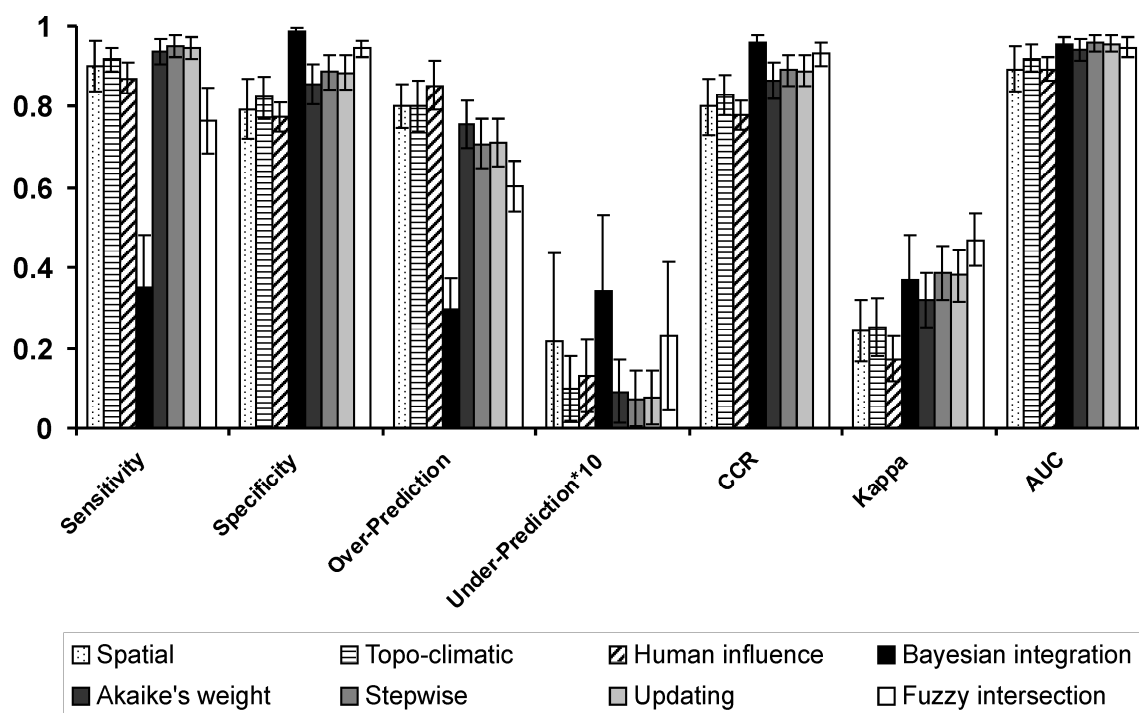 1
0.8
0.6
0.4
0.2
0
Sensitivity
Specificity
Over-Prediction
Under-Prediction*10
CCR
Kappa
AUC
Spatial Topo-climatic Human influence Bayesian integration
Akaike's weight Stepwise Updating Fuzzy intersection